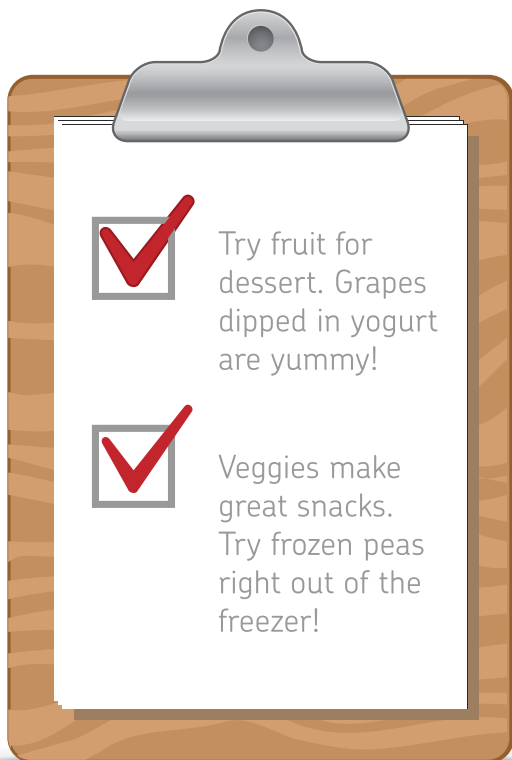 Try fruit for
dessert. Grapes
dipped in yogurt
are yummy!
Veggies make
great snacks.
Try frozen peas
right out of the
freezer!